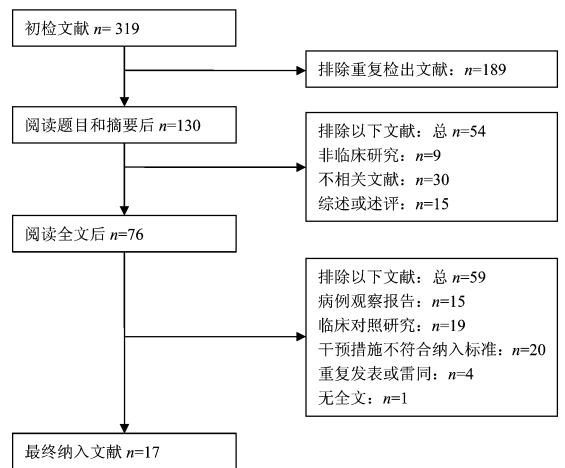 初检文献 n= 319
排除重复检出文献：n=189
阅读题目和摘要后 n=130
排除以下文献：总 n=54
非临床研究：n=9
不相关文献：n=30
综述或述评：n=15
阅读全文后 n=76
排除以下文献：总 n=59
病例观察报告：n=15
临床对照研究：n=19
干预措施不符合纳入标准：n=20
重复发表或雷同：n=4
无全文：n=1
最终纳入文献 n=17